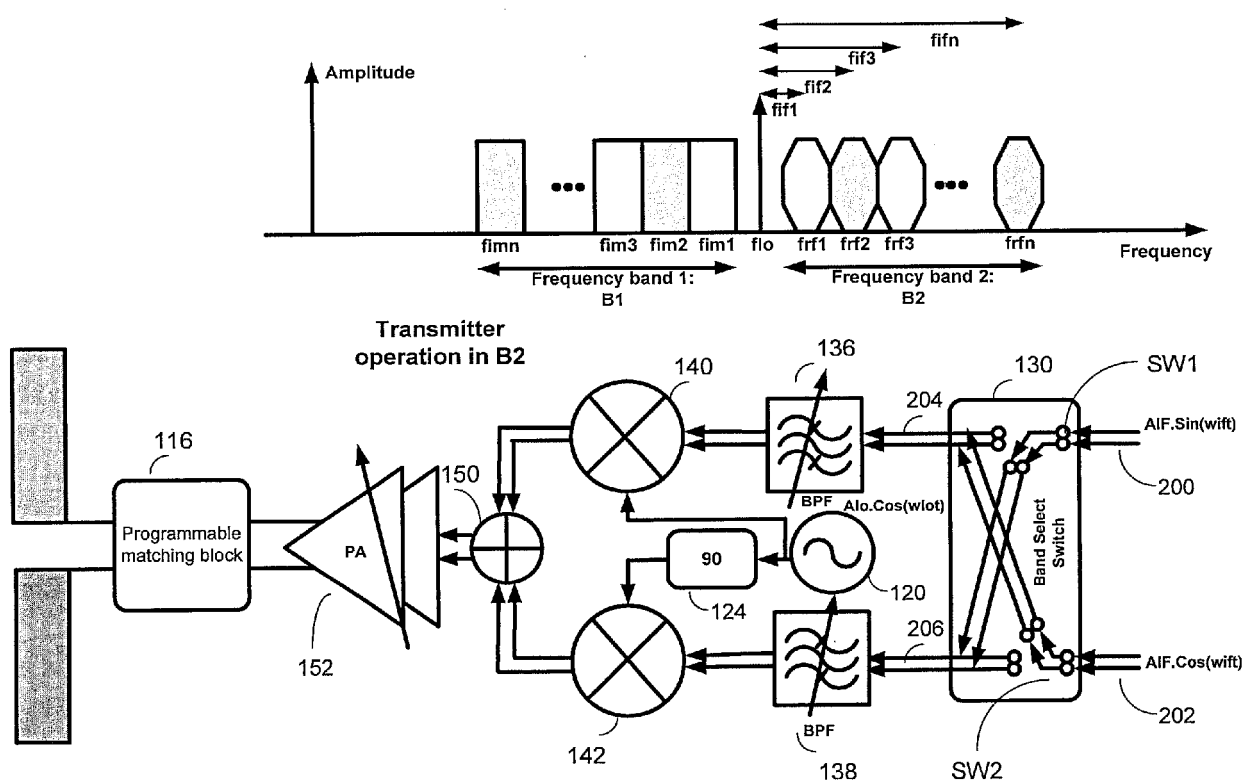 fifn
fif3
fif2
fif1
Amplitude
fimn
fim3
fim2
fim1
flo
frf1
frf2
frf3
frfn
Frequency
Frequency band 1:
B1
Frequency band 2:
B2
Transmitter
operation in B2
116
Programmable
matching block
PA
152
150
140
136
BPF
204
130
SW1
AIF.Sin(wift)
200
Alo.Cos(wlot)
90
124
120
Band Select
Switch
142
BPF
138
206
AIF.Cos(wift)
202
SW2